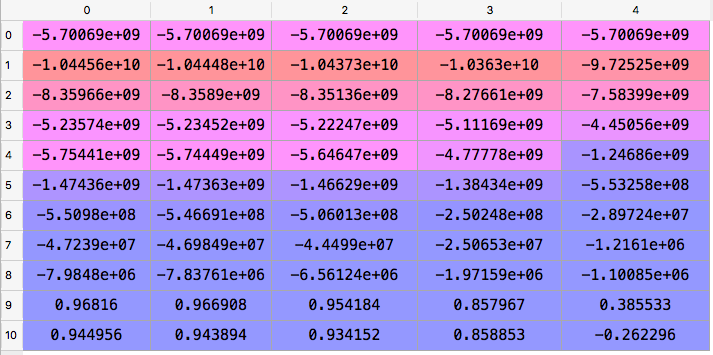 0 1 2 3 4
0 -5.70069e+09 -5.70069e+09 -5.70069e+09 -5.70069e+09 -5.70069e+09
1 -1.04456e+10 -1.04448e+10 -1.04373e+10 -1.0363e+10 -9.72525e+09
2 -8.35966e+09 -8.3589e+09 -8.35136e+09 -8.27661e+09 -7.58399e+09
3 -5.23574e+09 -5.23452e+09 -5.22247e+09 -5.11169e+09 -4.45056e+09
4 -5.75441e+09 -5.74449e+09 -5.64647e+09 -4.77778e+09 -1.24686e+09
5 -1.47436e+09 -1.47363e+09 -1.46629e+09 -1.38434e+09 -5.53258e+08
6 -5.5098e+08 -5.46691e+08 -5.06013e+08 -2.50248e+08 -2.89724e+07
7 -4.7239e+07 -4.69849e+07 -4.4499e+07 -2.50653e+07 -1.2161e+06
8 -7.9848e+06 -7.83761e+06 -6.56124e+06 -1.97159e+06 -1.10085e+06
9 0.96816 0.966908 0.954184 0.857967 0.385533
10 0.944956 0.943894 0.934152 0.858853 -0.262296